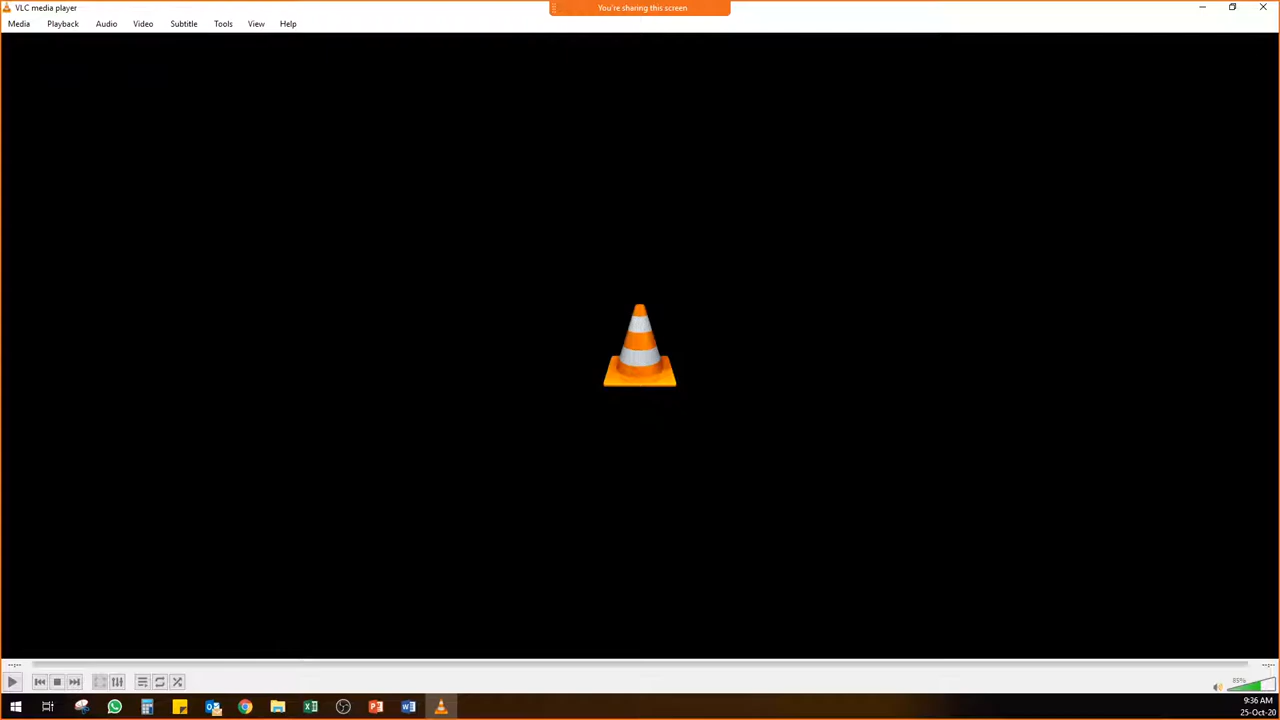 VLC media player
You're sharing this screen
Media Playback Audio Video Subtitle Tools View Help
--:-- --:--
85%
9:36 AM
25-Oct-20